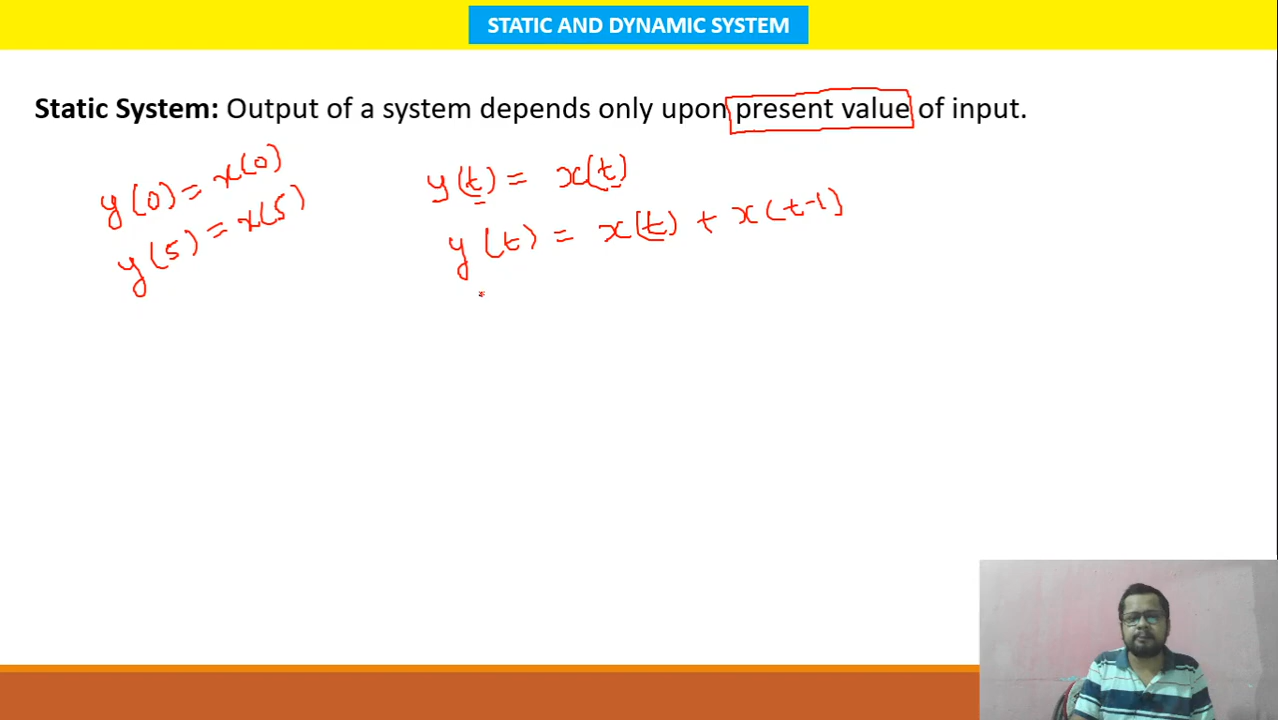 STATIC AND DYNAMIC SYSTEM
Static System: Output of a system depends only upon present value of input.
y(0) = x(0)
y(5) = x(5)
y(t) = x(t)
y(t) = x(t) + x(t-1)